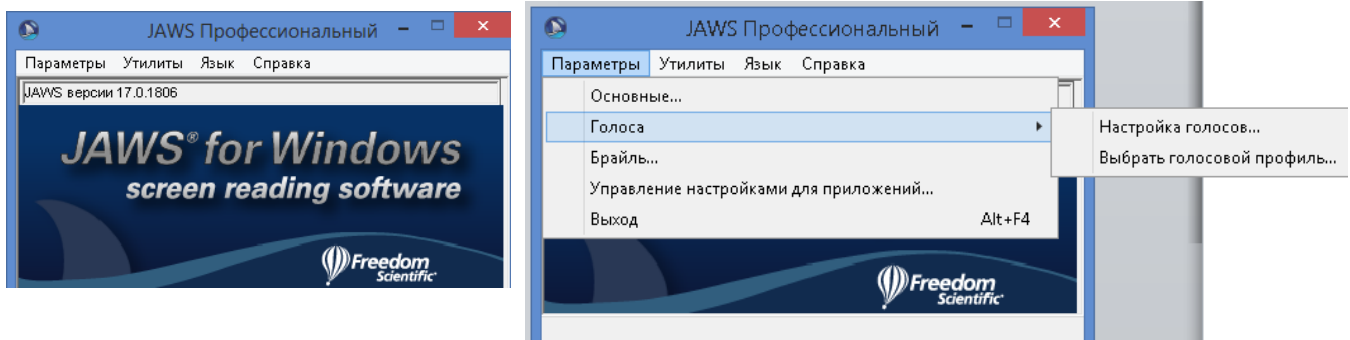 JAWS Профессиональный
Параметры Утилиты Язык Справка
JAWS версии 17.0.1806
JAWS® for Windows
screen reading software
Freedom
Scientific
JAWS Профессиональный
Параметры Утилиты Язык Справка
Основные...
Голоса
Брайль...
Управление настройками для приложений...
Выход Alt+F4
Настройка голосов...
Выбрать голосовой профиль...
Freedom
Scientific